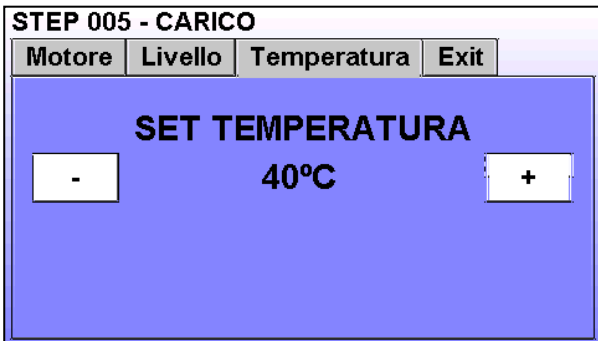 STEP 005 - CARICO
Motore Livello Temperatura Exit
SET TEMPERATURA
- 40ºC +